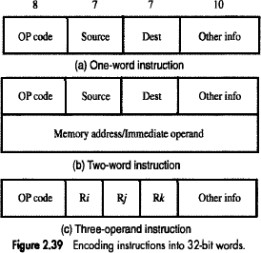 8 7 7 10
OP code Source Dest Other info
(a) One-word instruction
OP code Source Dest Other info
Memory address/Immediate operand
(b) Two-word instruction
OP code Ri Rj Rk Other info
(c) Three-operand instruction
Figure 2.39 Encoding instructions into 32-bit words.